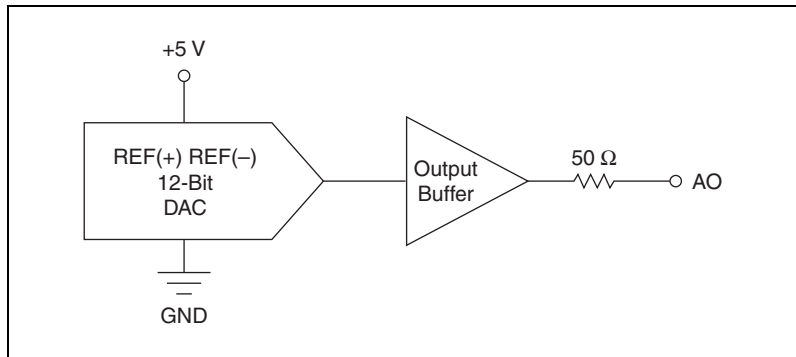 +5 V
REF(+) REF(–)
12-Bit
DAC
GND
Output
Buffer
50 Ω
AO